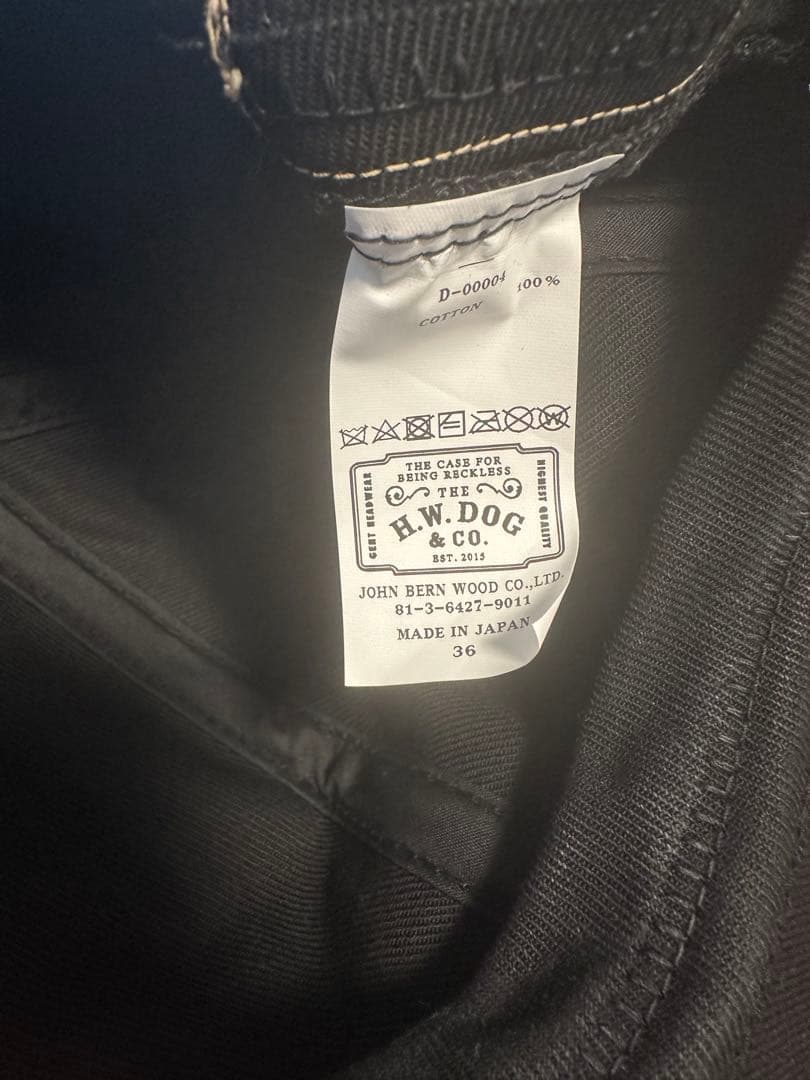 D-00004
COTTON 100%
THE CASE FOR
BEING RECKLESS
GENT HEADWEAR
THE
H.W. DOG
& CO.
EST. 2015
HIGHEST QUALITY
JOHN BERN WOOD CO.,LTD.
81-3-6427-9011
MADE IN JAPAN
36